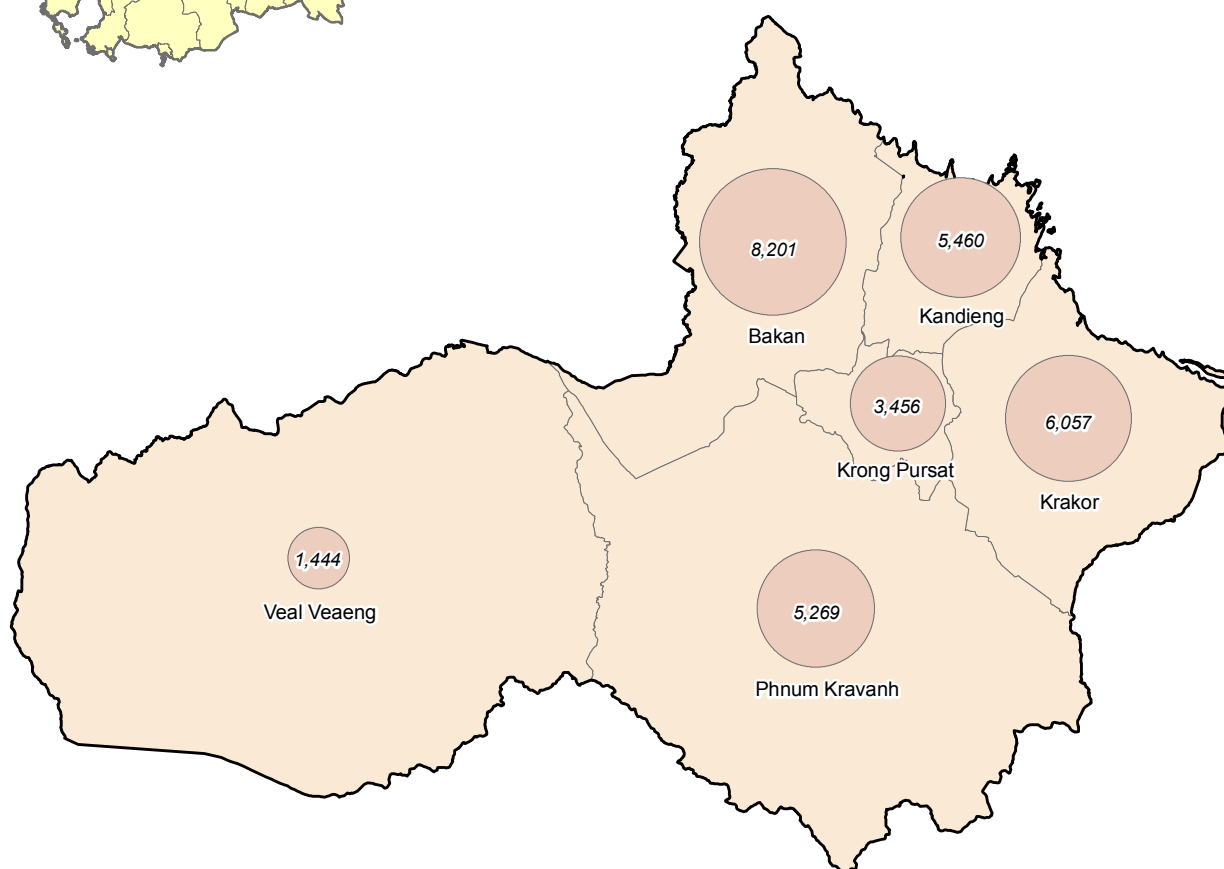 8,201
Bakan
5,460
Kandieng
3,456
Krong Pursat
6,057
Krakor
1,444
Veal Veaeng
5,269
Phnum Kravanh